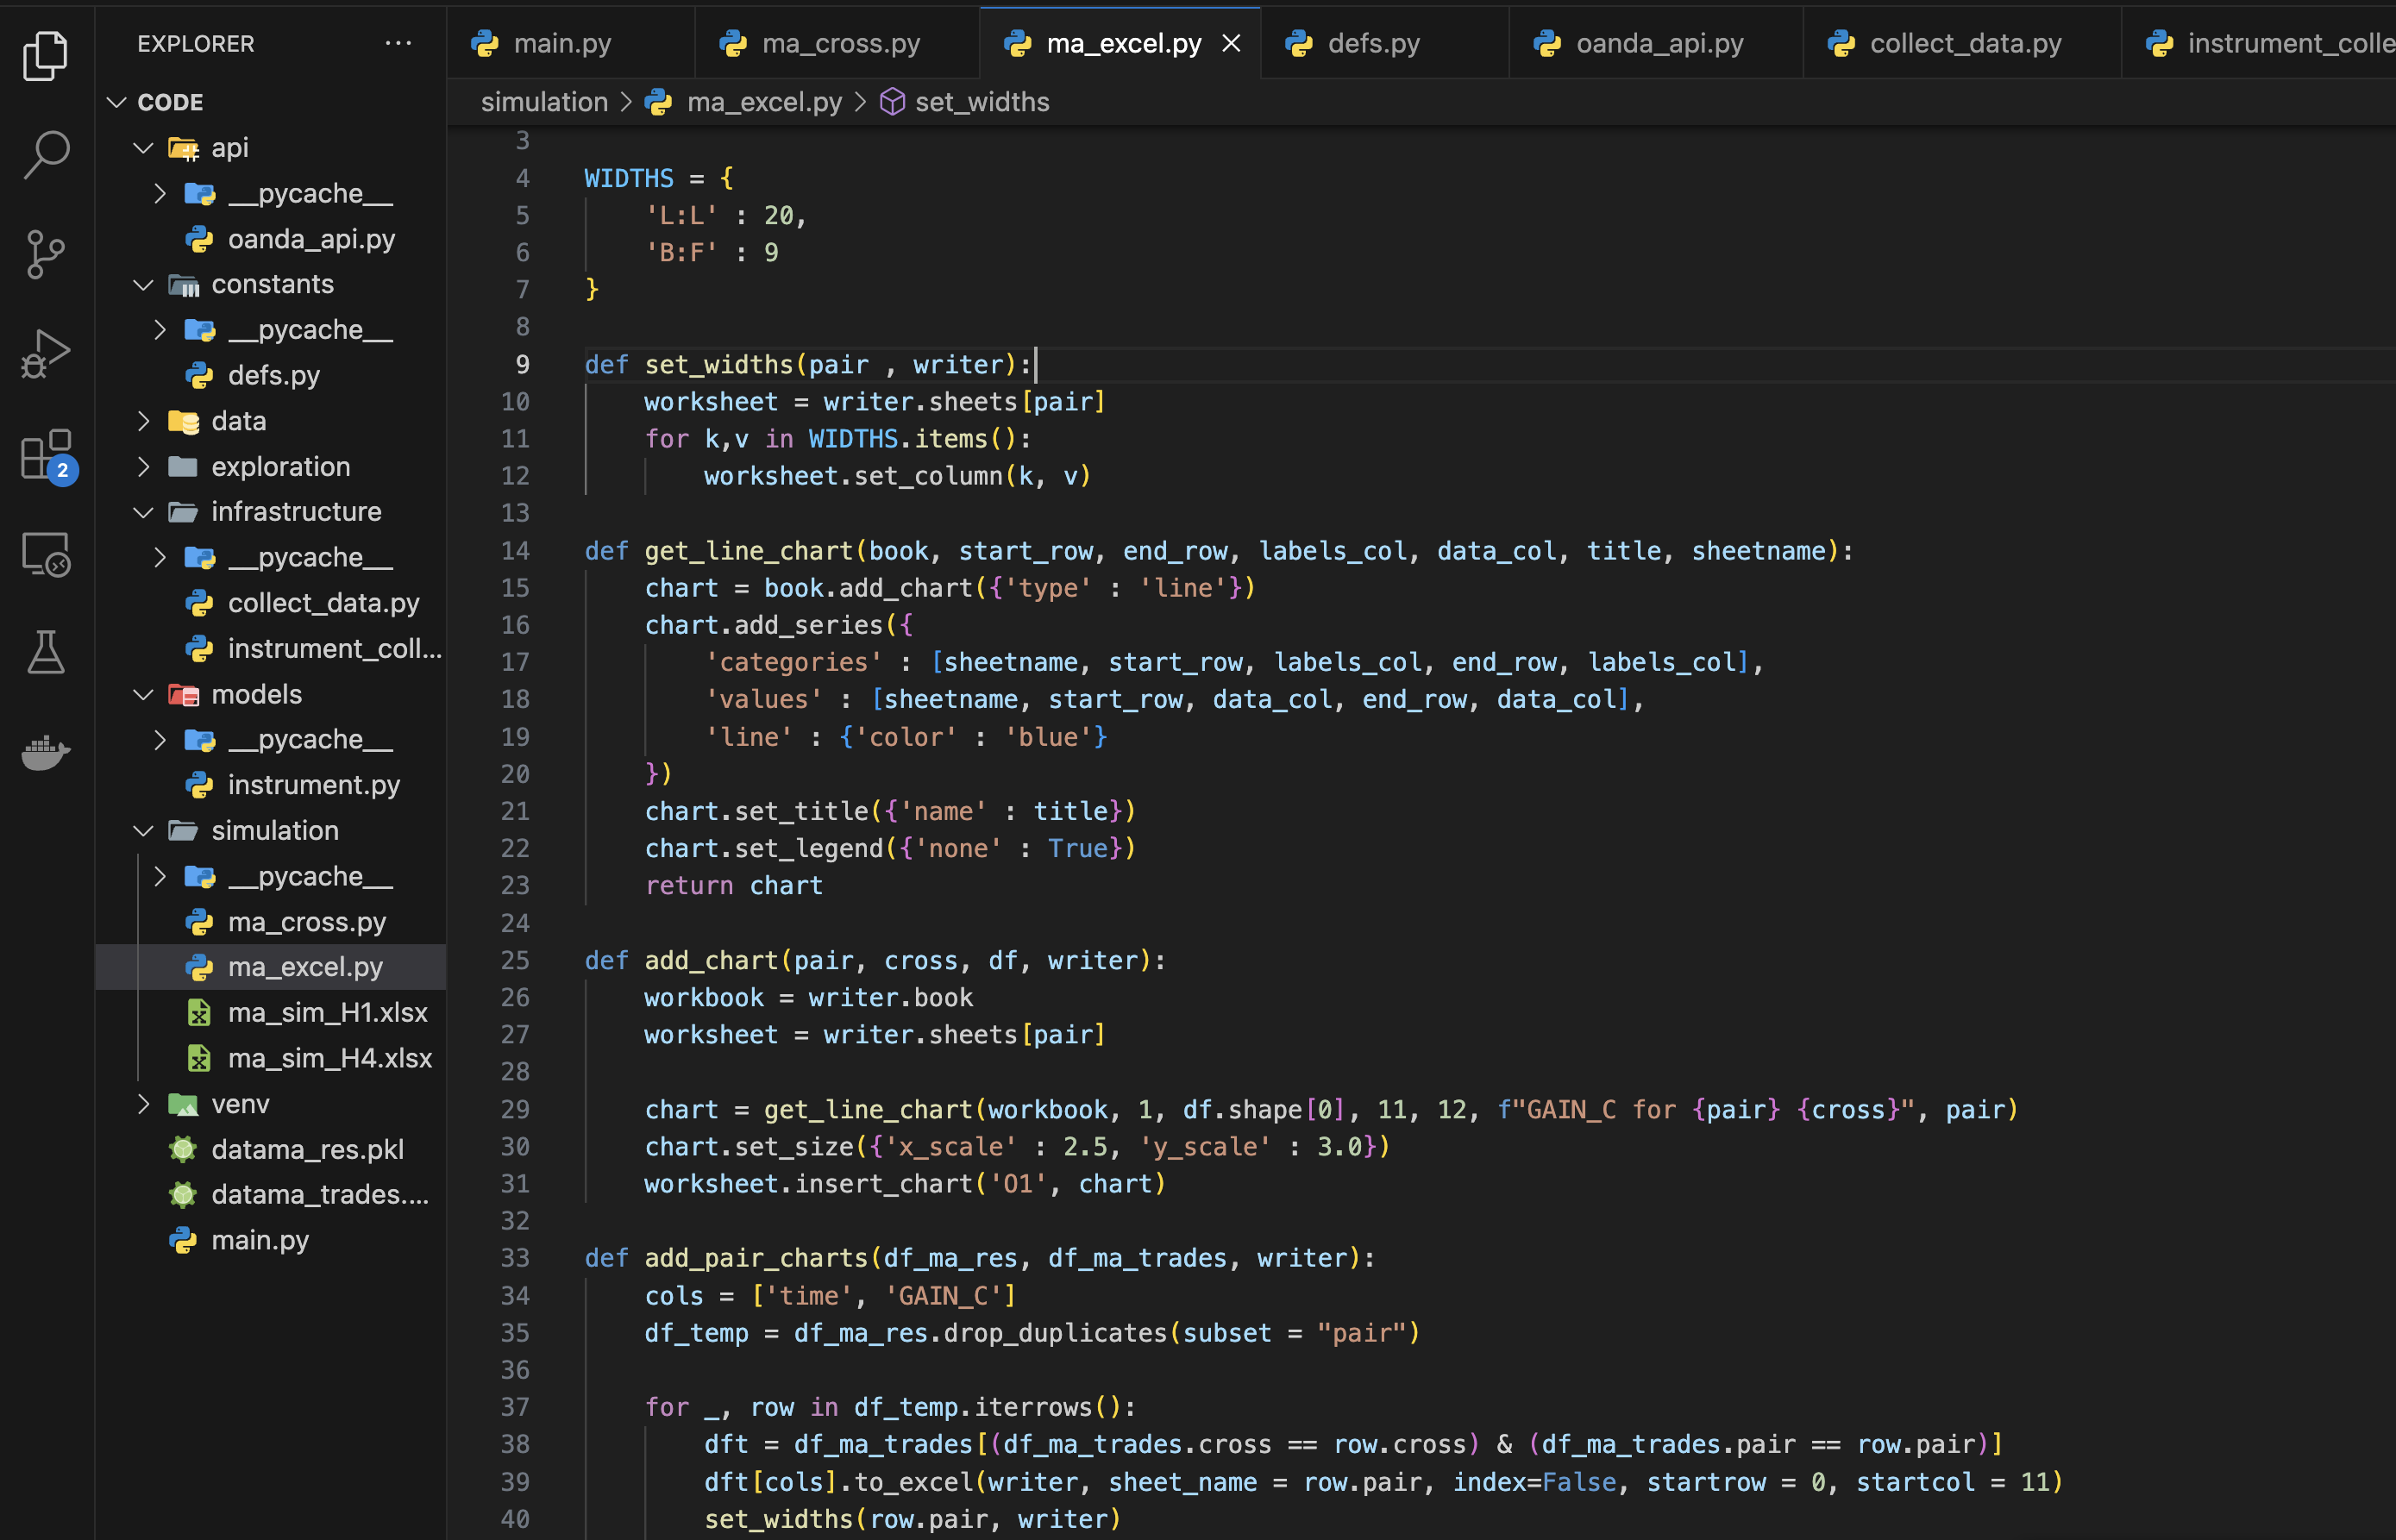 EXPLORER
CODE
api
__pycache__
oanda_api.py
constants
__pycache__
defs.py
data
exploration
infrastructure
__pycache__
collect_data.py
instrument_coll...
models
__pycache__
instrument.py
simulation
__pycache__
ma_cross.py
ma_excel.py
ma_sim_H1.xlsx
ma_sim_H4.xlsx
venv
datama_res.pkl
datama_trades....
main.py
2
main.py ma_cross.py ma_excel.py defs.py oanda_api.py collect_data.py instrument_colle
simulation > ma_excel.py > set_widths
3
4 WIDTHS = {
5     'L:L' : 20,
6     'B:F' : 9
7 }
8
9 def set_widths(pair , writer):
10     worksheet = writer.sheets[pair]
11     for k,v in WIDTHS.items():
12         worksheet.set_column(k, v)
13
14 def get_line_chart(book, start_row, end_row, labels_col, data_col, title, sheetname):
15     chart = book.add_chart({'type' : 'line'})
16     chart.add_series({
17         'categories' : [sheetname, start_row, labels_col, end_row, labels_col],
18         'values' : [sheetname, start_row, data_col, end_row, data_col],
19         'line' : {'color' : 'blue'}
20     })
21     chart.set_title({'name' : title})
22     chart.set_legend({'none' : True})
23     return chart
24
25 def add_chart(pair, cross, df, writer):
26     workbook = writer.book
27     worksheet = writer.sheets[pair]
28
29     chart = get_line_chart(workbook, 1, df.shape[0], 11, 12, f"GAIN_C for {pair} {cross}", pair)
30     chart.set_size({'x_scale' : 2.5, 'y_scale' : 3.0})
31     worksheet.insert_chart('O1', chart)
32
33 def add_pair_charts(df_ma_res, df_ma_trades, writer):
34     cols = ['time', 'GAIN_C']
35     df_temp = df_ma_res.drop_duplicates(subset = "pair")
36
37     for _, row in df_temp.iterrows():
38         dft = df_ma_trades[(df_ma_trades.cross == row.cross) & (df_ma_trades.pair == row.pair)]
39         dft[cols].to_excel(writer, sheet_name = row.pair, index=False, startrow = 0, startcol = 11)
40         set_widths(row.pair, writer)